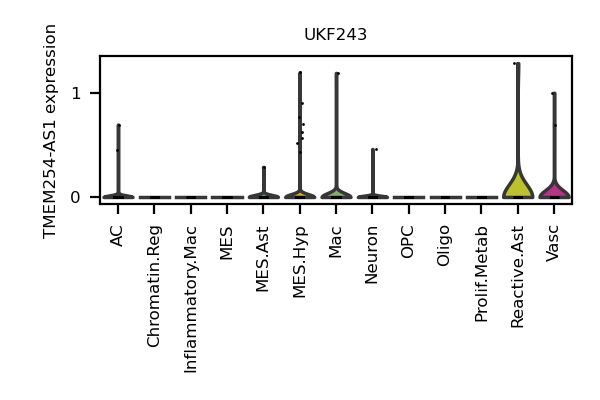 UKF243
TMEM254-AS1 expression
1
0
AC
Chromatin.Reg
Inflammatory.Mac
MES
MES.Ast
MES.Hyp
Mac
Neuron
OPC
Oligo
Prolif.Metab
Reactive.Ast
Vasc